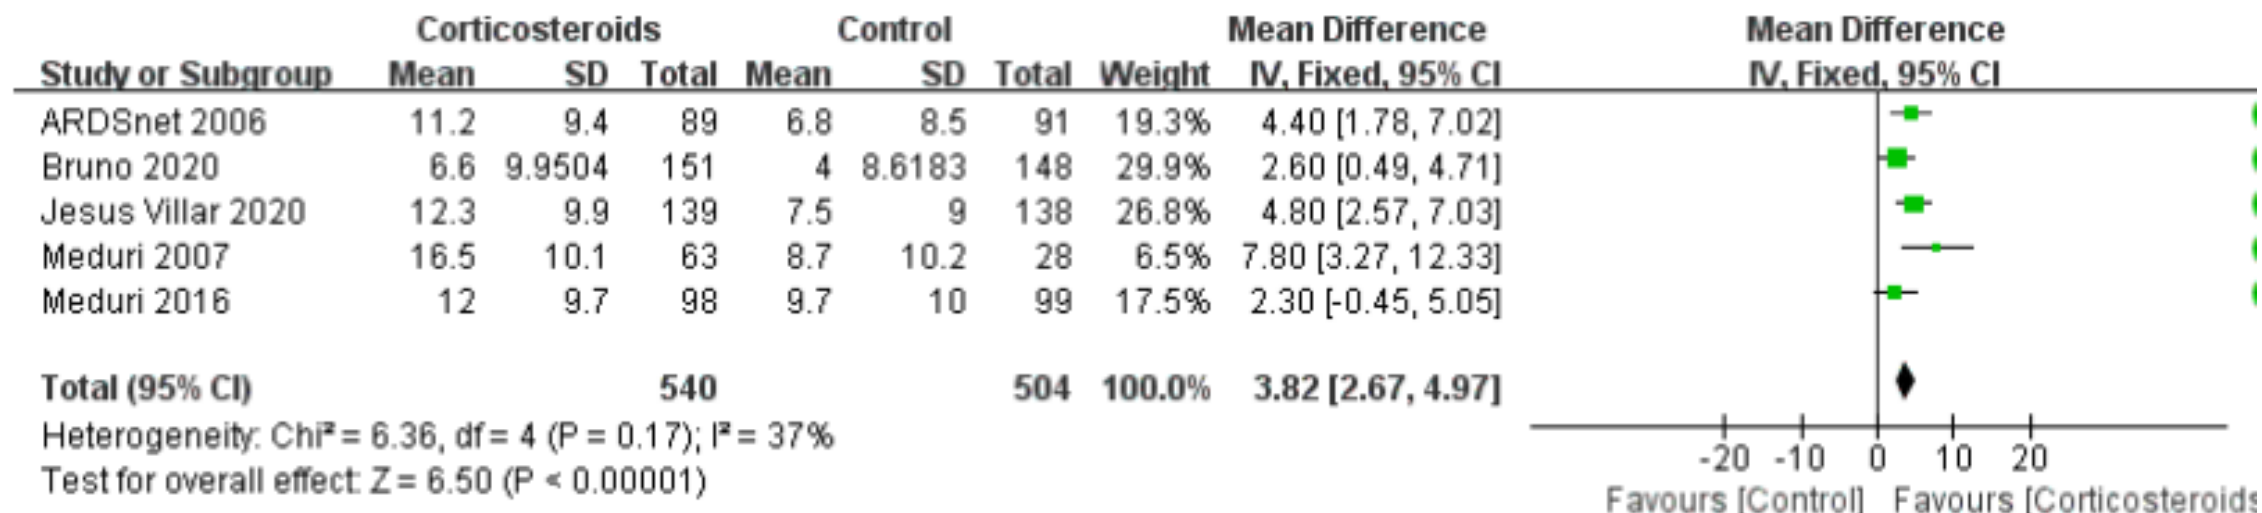 Corticosteroids Control Mean Difference Mean Difference
Study or Subgroup Mean SD Total Mean SD Total Weight IV, Fixed, 95% CI IV, Fixed, 95% CI
ARDSnet 2006 11.2 9.4 89 6.8 8.5 91 19.3% 4.40 [1.78, 7.02]
Bruno 2020 6.6 9.9504 151 4 8.6183 148 29.9% 2.60 [0.49, 4.71]
Jesus Villar 2020 12.3 9.9 139 7.5 9 138 26.8% 4.80 [2.57, 7.03]
Meduri 2007 16.5 10.1 63 8.7 10.2 28 6.5% 7.80 [3.27, 12.33]
Meduri 2016 12 9.7 98 9.7 10 99 17.5% 2.30 [-0.45, 5.05]
Total (95% CI) 540 504 100.0% 3.82 [2.67, 4.97]
Heterogeneity: Chi² = 6.36, df = 4 (P = 0.17); I² = 37%
Test for overall effect: Z = 6.50 (P < 0.00001)
-20 -10 0 10 20
Favours [Control] Favours [Corticosteroids